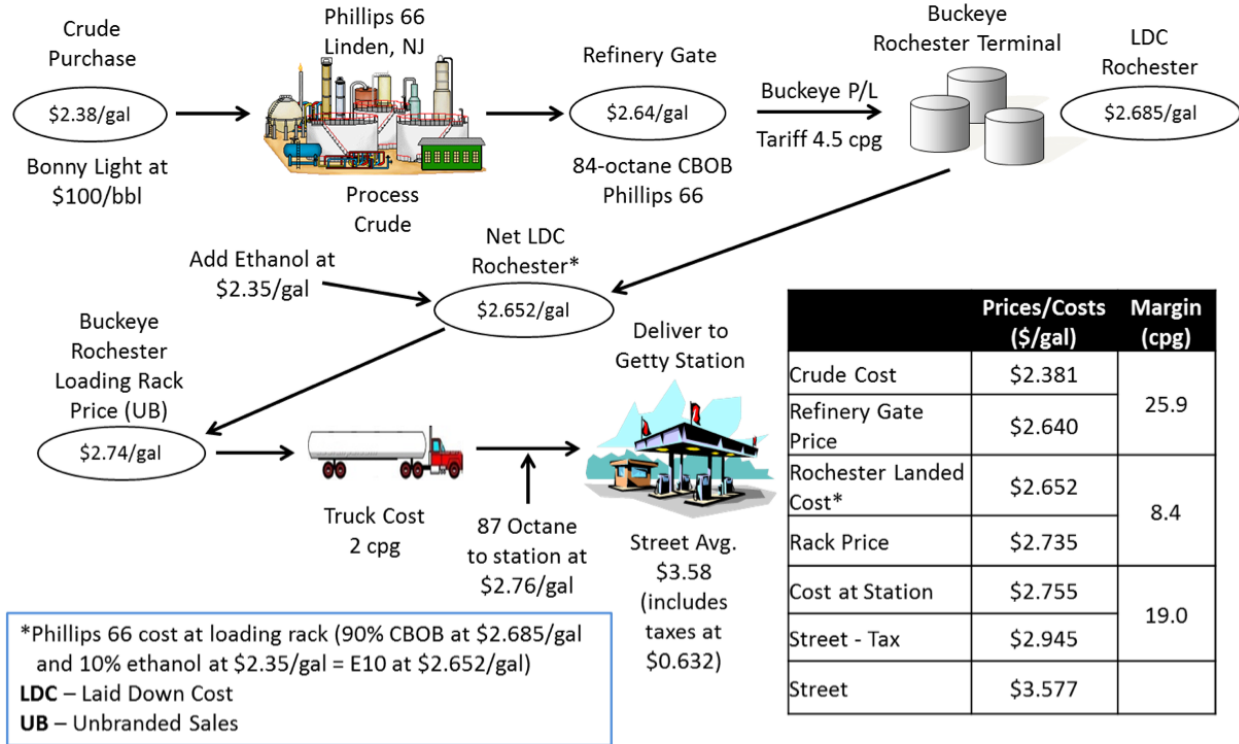 Crude
Purchase
$2.38/gal
Bonny Light at
$100/bbl
Phillips 66
Linden, NJ
Process
Crude
Refinery Gate
$2.64/gal
84-octane CBOB
Phillips 66
Buckeye P/L
Tariff 4.5 cpg
Buckeye
Rochester Terminal
LDC
Rochester
$2.685/gal
Add Ethanol at
$2.35/gal
Net LDC
Rochester*
$2.652/gal
Buckeye
Rochester
Loading Rack
Price (UB)
$2.74/gal
Truck Cost
2 cpg
87 Octane
to station at
$2.76/gal
Deliver to
Getty Station
Street Avg.
$3.58
(includes
taxes at
$0.632)
Prices/Costs
($/gal)
Margin
(cpg)
Crude Cost
$2.381
25.9
Refinery Gate
Price
$2.640
Rochester Landed
Cost*
$2.652
8.4
Rack Price
$2.735
Cost at Station
$2.755
19.0
Street - Tax
$2.945
Street
$3.577
*Phillips 66 cost at loading rack (90% CBOB at $2.685/gal
and 10% ethanol at $2.35/gal = E10 at $2.652/gal)
LDC – Laid Down Cost
UB – Unbranded Sales